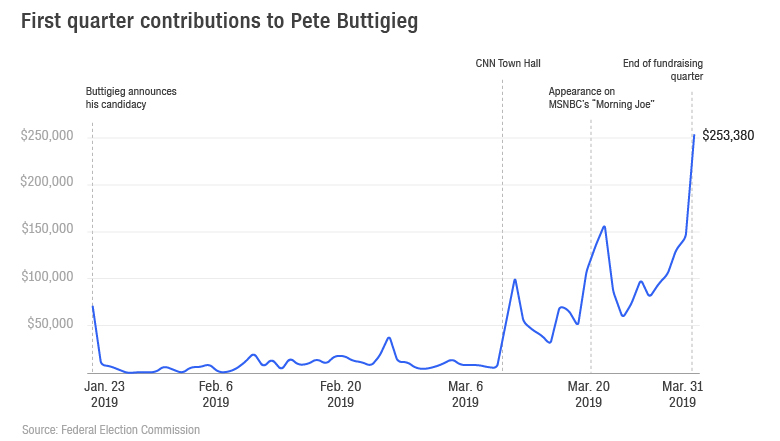 First quarter contributions to Pete Buttigieg
CNN Town Hall
End of fundraising
quarter
Buttigieg announces
his candidacy
Appearance on
MSNBC's "Morning Joe"
$250,000
$253,380
$200,000
$150,000
$100,000
$50,000
Jan. 23
2019
Feb. 6
2019
Feb. 20
2019
Mar. 6
2019
Mar. 20
2019
Mar. 31
2019
Source: Federal Election Commission